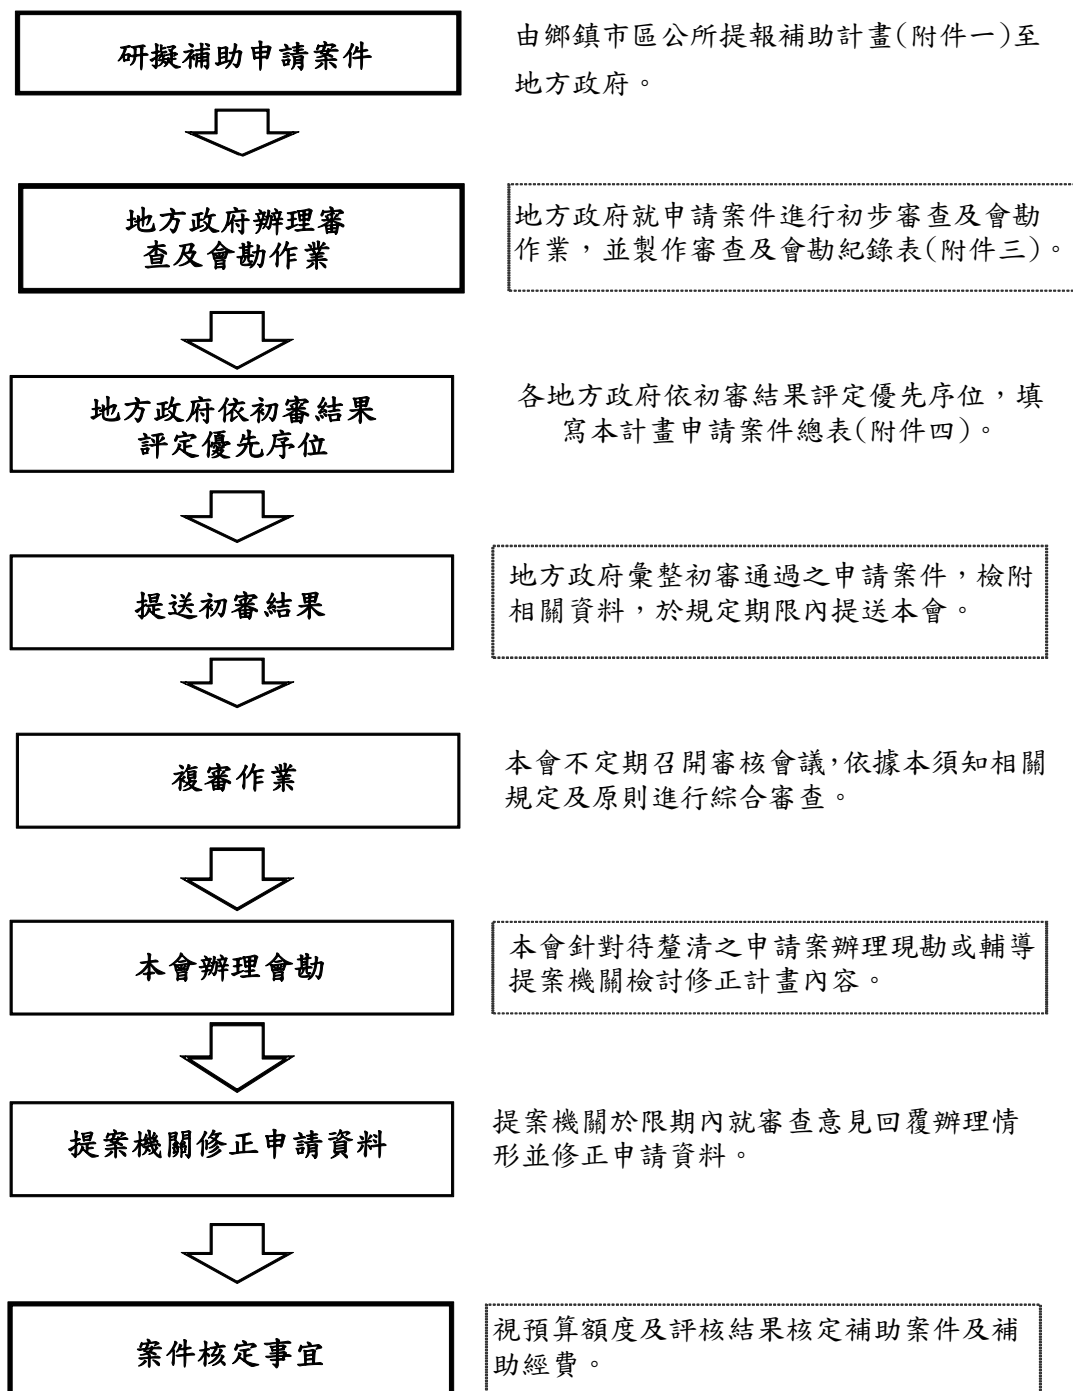 研擬補助申請案件
由鄉鎮市區公所提報補助計畫(附件一)至
地方政府。
地方政府辦理審
查及會勘作業
地方政府就申請案件進行初步審查及會勘
作業，並製作審查及會勘紀錄表(附件三)。
地方政府依初審結果
評定優先序位
各地方政府依初審結果評定優先序位，填
寫本計畫申請案件總表(附件四)。
提送初審結果
地方政府彙整初審通過之申請案件，檢附
相關資料，於規定期限內提送本會。
複審作業
本會不定期召開審核會議，依據本須知相關
規定及原則進行綜合審查。
本會辦理會勘
本會針對待釐清之申請案辦理現勘或輔導
提案機關檢討修正計畫內容。
提案機關修正申請資料
提案機關於限期內就審查意見回覆辦理情
形並修正申請資料。
案件核定事宜
視預算額度及評核結果核定補助案件及補
助經費。